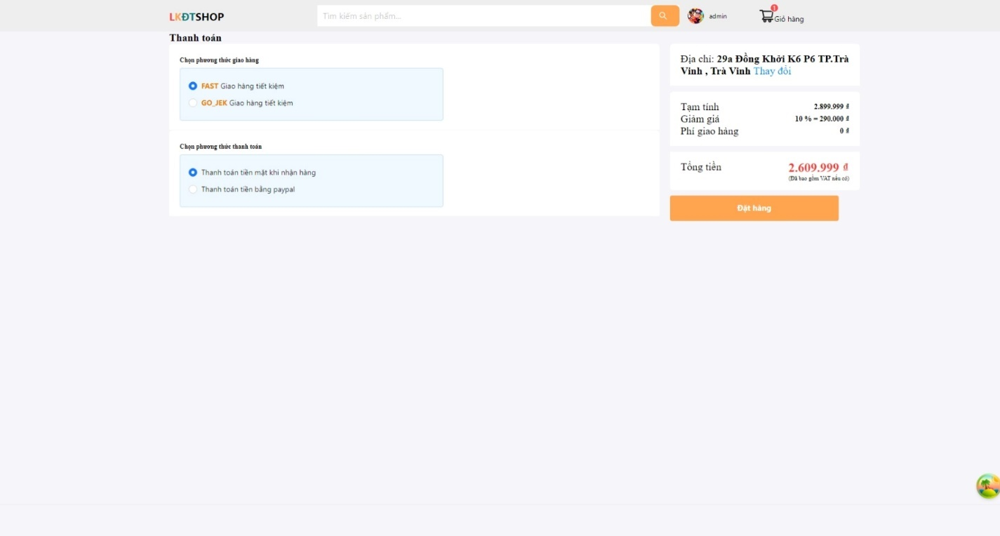 LKĐTSHOP
Tìm kiếm sản phẩm...
admin
1
Giỏ hàng
Thanh toán
Chọn phương thức giao hàng
FAST Giao hàng tiết kiệm
GO_JEK Giao hàng tiết kiệm
Chọn phương thức thanh toán
Thanh toán tiền mặt khi nhận hàng
Thanh toán tiền bằng paypal
Địa chỉ: 29a Đồng Khởi K6 P6 TP.Trà
Vinh , Trà Vinh Thay đổi
Tạm tính 2.899.999 ₫
Giảm giá 10 % = 290.000 ₫
Phí giao hàng 0 ₫
Tổng tiền 2.609.999 ₫
(Đã bao gồm VAT nếu có)
Đặt hàng